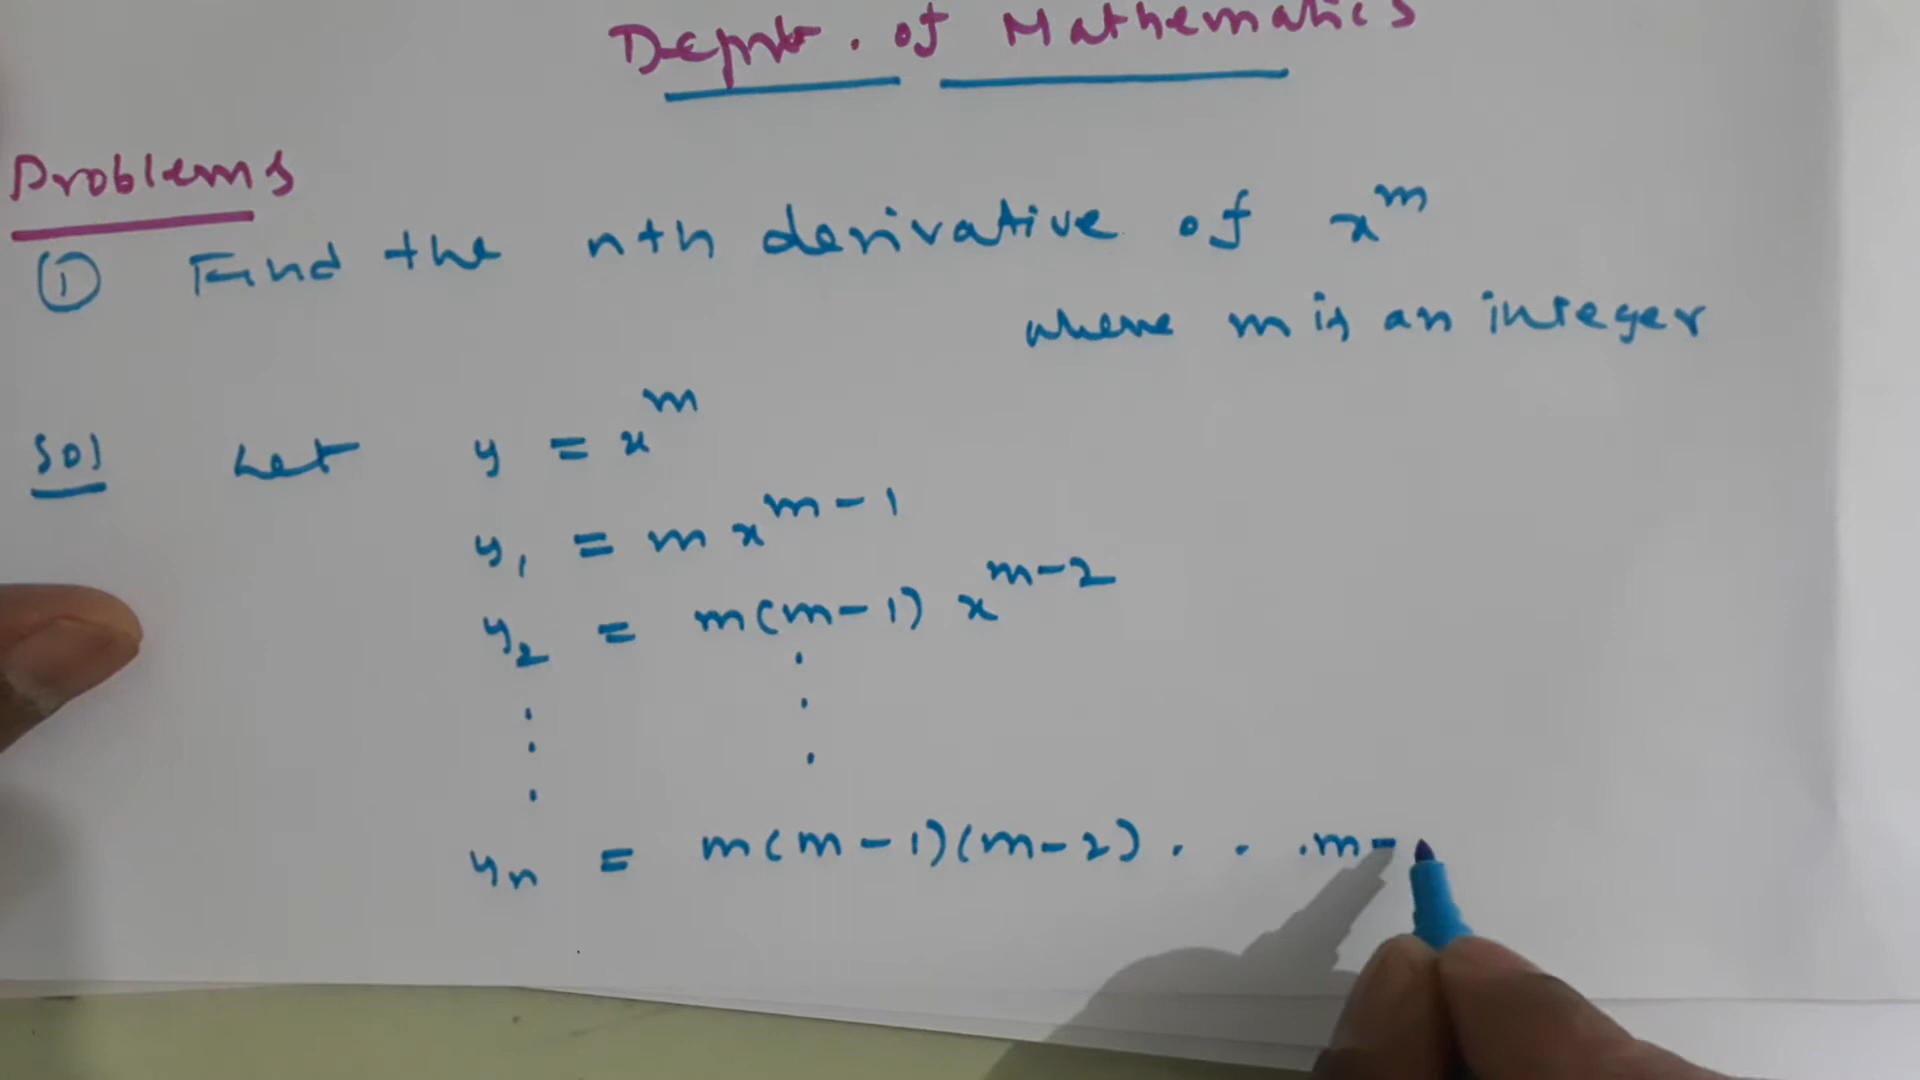 Deptt. of Mathematics
Problems
① Find the nth derivative of x^m
where m is an integer
Sol Let y = x^m
y₁ = m x^(m-1)
y₂ = m(m-1) x^(m-2)
yₙ = m(m-1)(m-2) . . . m-